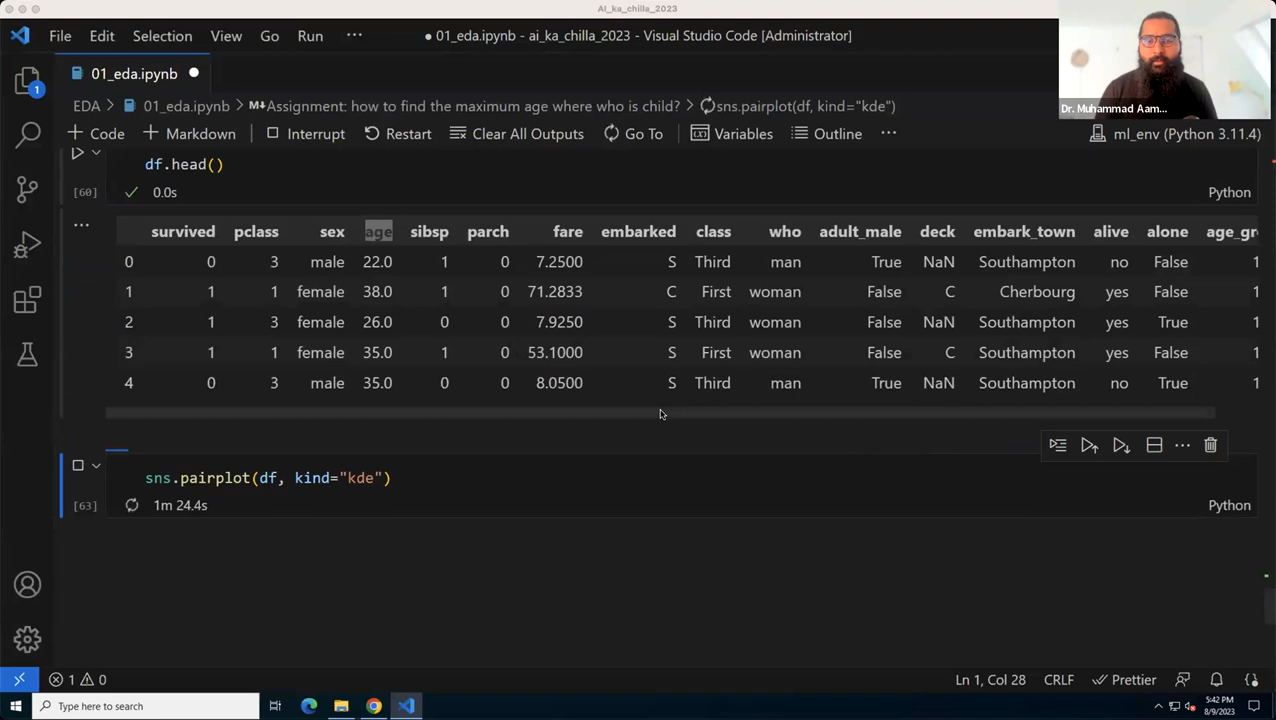 AI_ka_chilla_2023
File Edit Selection View Go Run ··· 01_eda.ipynb - ai_ka_chilla_2023 - Visual Studio Code [Administrator]
01_eda.ipynb
1
EDA > 01_eda.ipynb > Assignment: how to find the maximum age where who is child? > sns.pairplot(df, kind="kde")
Dr. Muhammad Aam...
+ Code + Markdown Interrupt Restart Clear All Outputs Go To Variables Outline ··· ml_env (Python 3.11.4)
df.head()
[60] 0.0s Python
···
survived pclass sex age sibsp parch fare embarked class who adult_male deck embark_town alive alone age_gr
0 0 3 male 22.0 1 0 7.2500 S Third man True NaN Southampton no False 1
1 1 1 female 38.0 1 0 71.2833 C First woman False C Cherbourg yes False 1
2 1 3 female 26.0 0 0 7.9250 S Third woman False NaN Southampton yes True 1
3 1 1 female 35.0 1 0 53.1000 S First woman False C Southampton yes False 1
4 0 3 male 35.0 0 0 8.0500 S Third man True NaN Southampton no True 1
sns.pairplot(df, kind="kde")
[63] 1m 24.4s Python
1 0 Ln 1, Col 28 CRLF Prettier
Type here to search
5:42 PM
8/9/2023